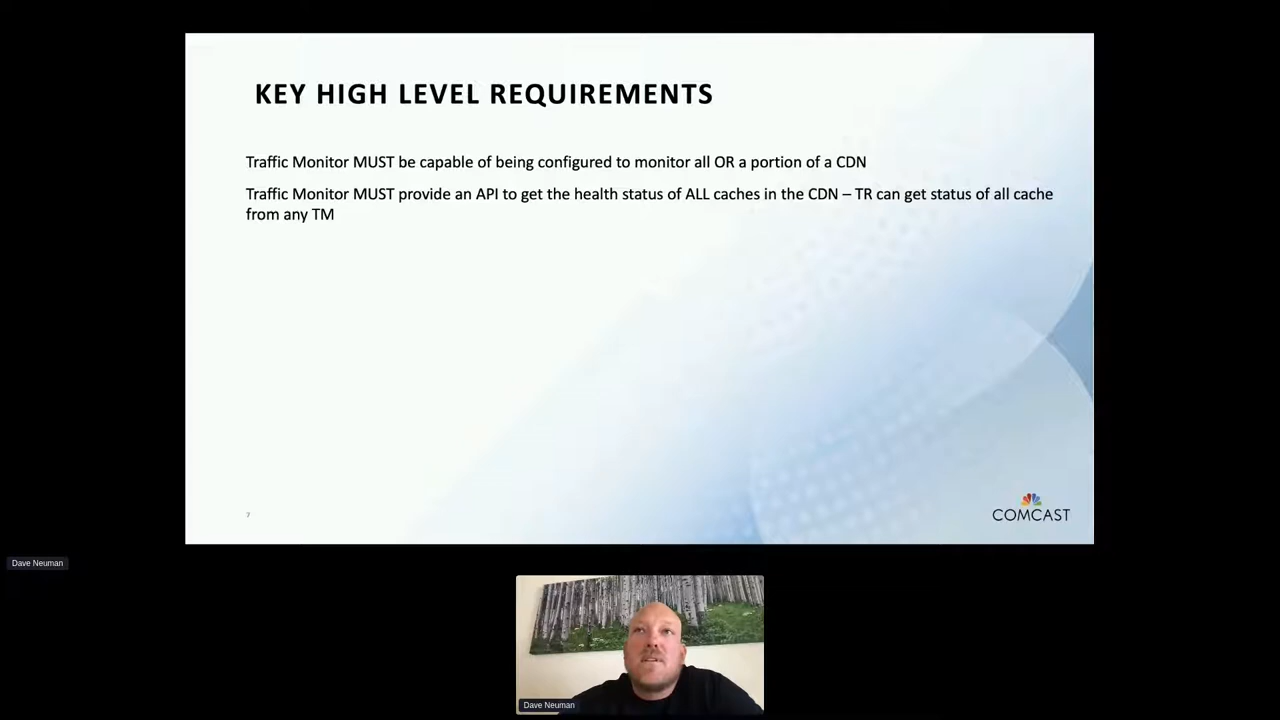 KEY HIGH LEVEL REQUIREMENTS
Traffic Monitor MUST be capable of being configured to monitor all OR a portion of a CDN
Traffic Monitor MUST provide an API to get the health status of ALL caches in the CDN – TR can get status of all cache
from any TM
7
COMCAST
Dave Neuman
Dave Neuman